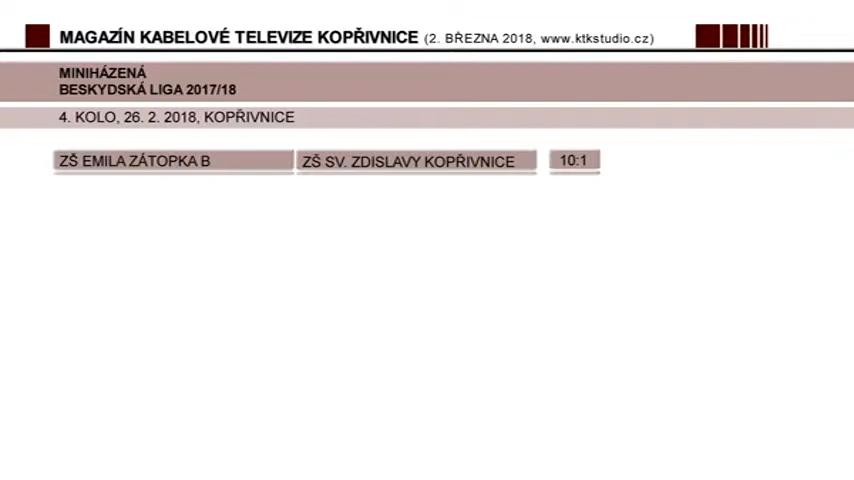 MAGAZÍN KABELOVÉ TELEVIZE KOPŘIVNICE (2. BŘEZNA 2018, www.ktkstudio.cz)
MINIHÁZENÁ
BESKYDSKÁ LIGA 2017/18
4. KOLO, 26. 2. 2018, KOPŘIVNICE
ZŠ EMILA ZÁTOPKA B ZŠ SV. ZDISLAVY KOPŘIVNICE 10:1